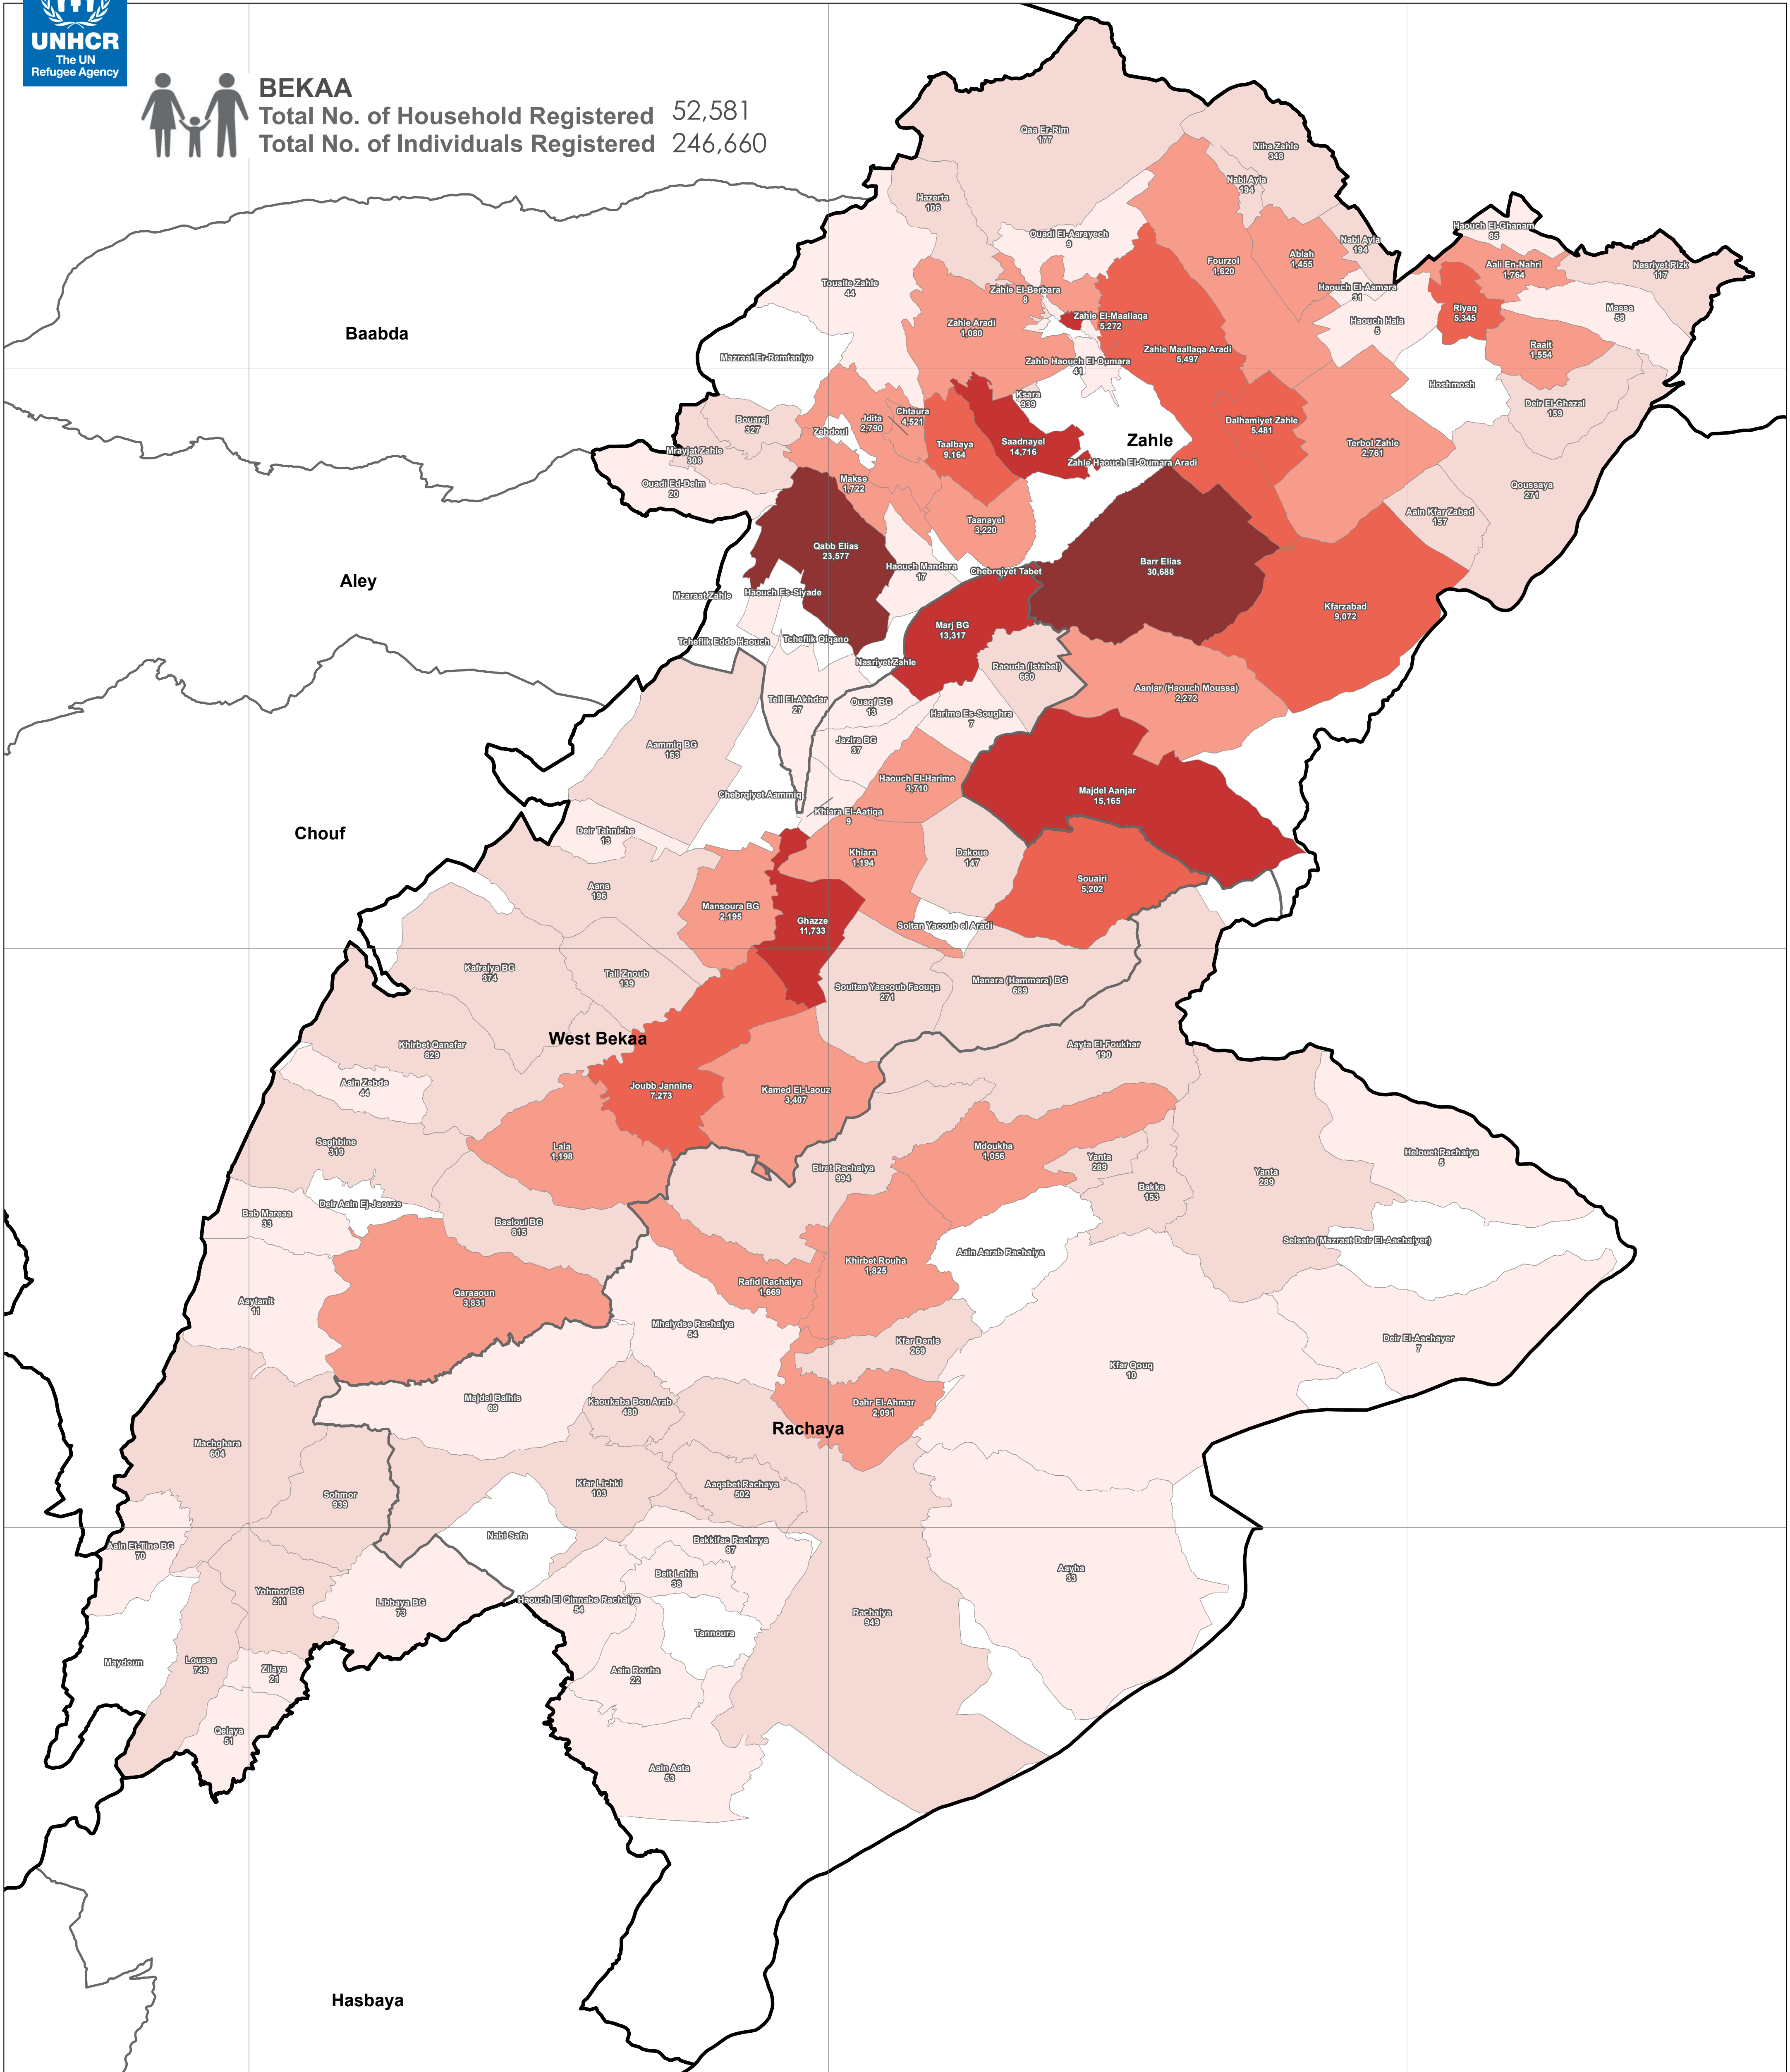 UNHCR
The UN
Refugee Agency
BEKAA
Total No. of Household Registered 52,581
Total No. of Individuals Registered 246,660
Qaa Er-Rim
177
Niha Zahle
348
Nabi Ayla
194
Hazerta
106
Haouch El-Ghanam
85
Ouadi El-Aarayech
9
Nabi Ayla
194
Ablah
1,455
Fourzol
1,620
Aali En-Nahri
1,764
Nasriyet Rizk
117
Touaite Zahle
44
Zahle El-Berbara
8
Haouch El-Aamara
31
Riyaq
5,345
Massa
58
Zahle Aradi
1,080
Zahle El-Maallaqa
5,272
Haouch Hala
5
Baabda
Raait
1,554
Zahle Maallaqa Aradi
5,497
Mazraat Er-Remtaniye
Zahle Haouch El-Oumara
41
Hoshmosh
Ksara
939
Deir El-Ghazal
159
Bouarej
327
Jdita
2,790
Chtaura
4,521
Zebdoul
Dalhamiyet Zahle
5,481
Taalbaya
9,164
Saadnayel
14,716
Zahle
Terbol Zahle
2,761
Mrayjat Zahle
308
Zahle Haouch El-Oumara Aradi
Ouadi Ed-Delm
20
Makse
1,722
Qoussaya
271
Aain Kfar Zabad
157
Taanayel
3,220
Qabb Elias
23,577
Haouch Mandara
17
Chebrqiyet Tabet
Barr Elias
30,688
Aley
Mzaraat Zahle
Haouch Es-Siyade
Kfarzabad
9,072
Marj BG
13,317
Tcheflik Edde Haouch
Tcheflik Qiqano
Nasriyet Zahle
Raouda (Istabel)
660
Aanjar (Haouch Moussa)
2,272
Tell El-Akhdar
27
Ouaqf BG
13
Harime Es-Soughra
7
Aammiq BG
163
Jazira BG
37
Haouch El-Harime
3,710
Majdel Aanjar
15,165
Chebrqiyet Aammiq
Khiara El-Aatiqa
9
Chouf
Deir Tahniche
13
Khiara
1,194
Dakoue
147
Souairi
5,202
Aana
196
Mansoura BG
2,195
Ghazze
11,733
Soltan Yacoub el Aradi
Kafraiya BG
374
Tall Znoub
139
Soultan Yaacoub Faouqa
271
Manara (Hammara) BG
689
West Bekaa
Khirbet Qanafar
829
Aayta El-Foukhar
190
Aain Zebde
44
Joubb Jannine
7,273
Kamed El-Laouz
3,407
Saghbine
319
Lala
1,198
Mdoukha
1,056
Helouet Rachaiya
5
Biret Rachaiya
994
Yanta
289
Yanta
289
Bakka
153
Deir Aain Ej-Jaouze
Bab Mareaa
33
Baaloul BG
815
Aain Aarab Rachaiya
Selsata (Mazraat Deir El-Aachaiyer)
Khirbet Rouha
1,825
Rafid Rachaiya
1,669
Aaytanit
11
Qaraaoun
3,831
Mhaiydse Rachaiya
54
Kfar Denis
269
Deir El-Aachayer
7
Kfar Qouq
10
Majdel Balhis
69
Kaoukaba Bou Arab
480
Dahr El-Ahmar
2,091
Rachaya
Machghara
604
Kfar Lichki
103
Aaqabet Rachaya
502
Sohmor
939
Nabi Safa
Bakkifac Rachaya
97
Aain Et-Tine BG
70
Beit Lahia
38
Aayha
33
Yohmor BG
211
Libbaya BG
73
Haouch El Qinnabe Rachaiya
54
Rachaiya
949
Tannoura
Maydoun
Loussa
749
Zilaya
21
Aain Rouha
22
Qelaya
51
Aain Aata
53
Hasbaya